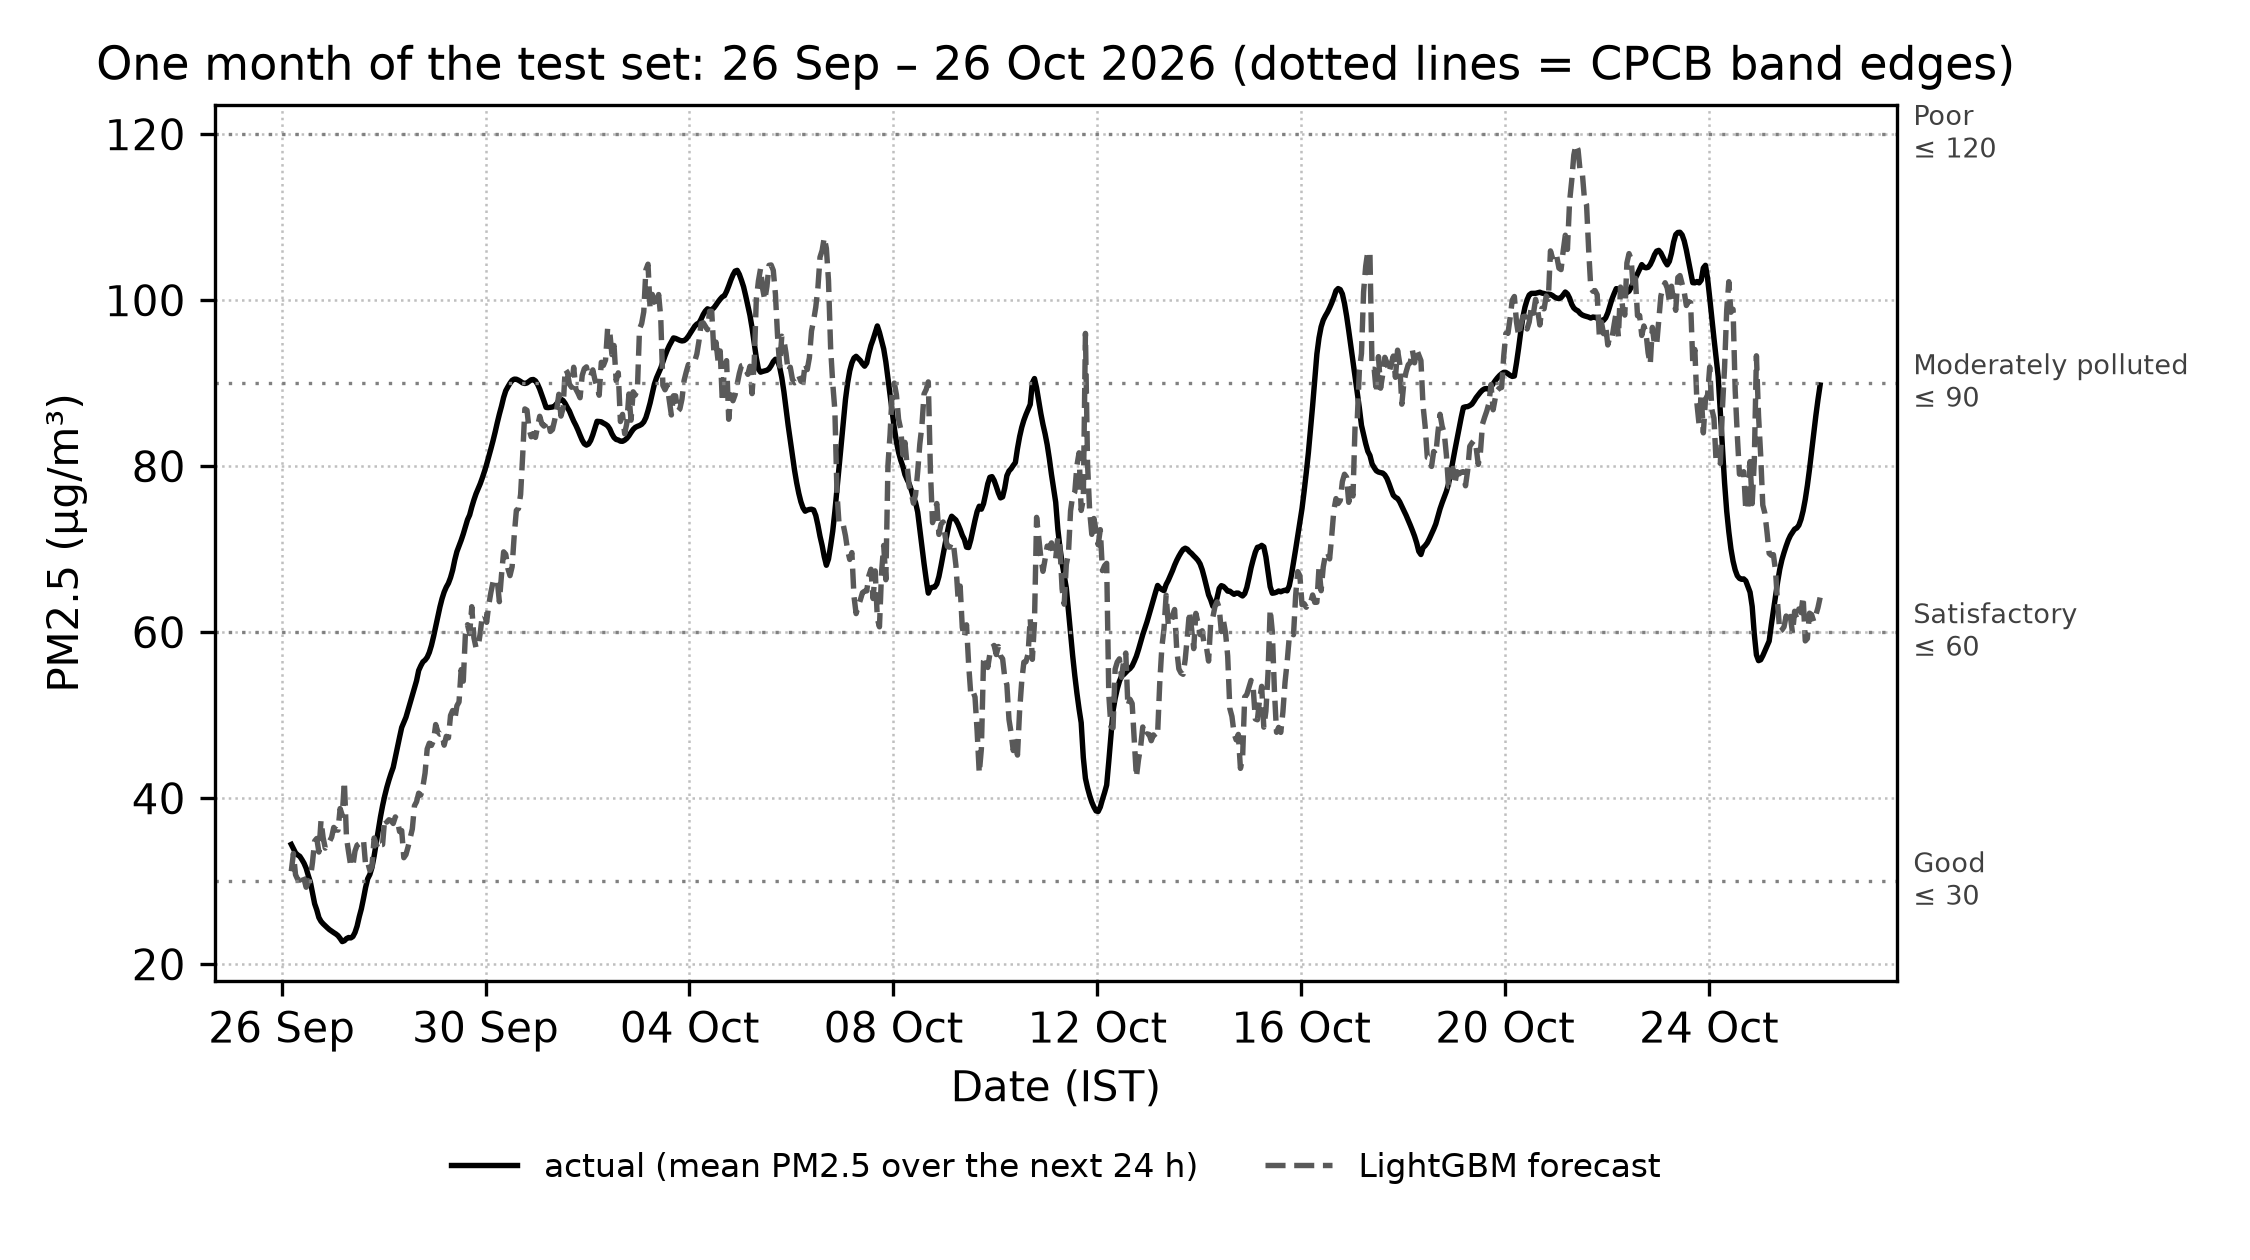 One month of the test set: 26 Sep – 26 Oct 2026 (dotted lines = CPCB band edges)
Poor
≤ 120
Moderately polluted
≤ 90
Satisfactory
≤ 60
Good
≤ 30
PM2.5 (µg/m³)
120
100
80
60
40
20
26 Sep 30 Sep 04 Oct 08 Oct 12 Oct 16 Oct 20 Oct 24 Oct
Date (IST)
actual (mean PM2.5 over the next 24 h) LightGBM forecast